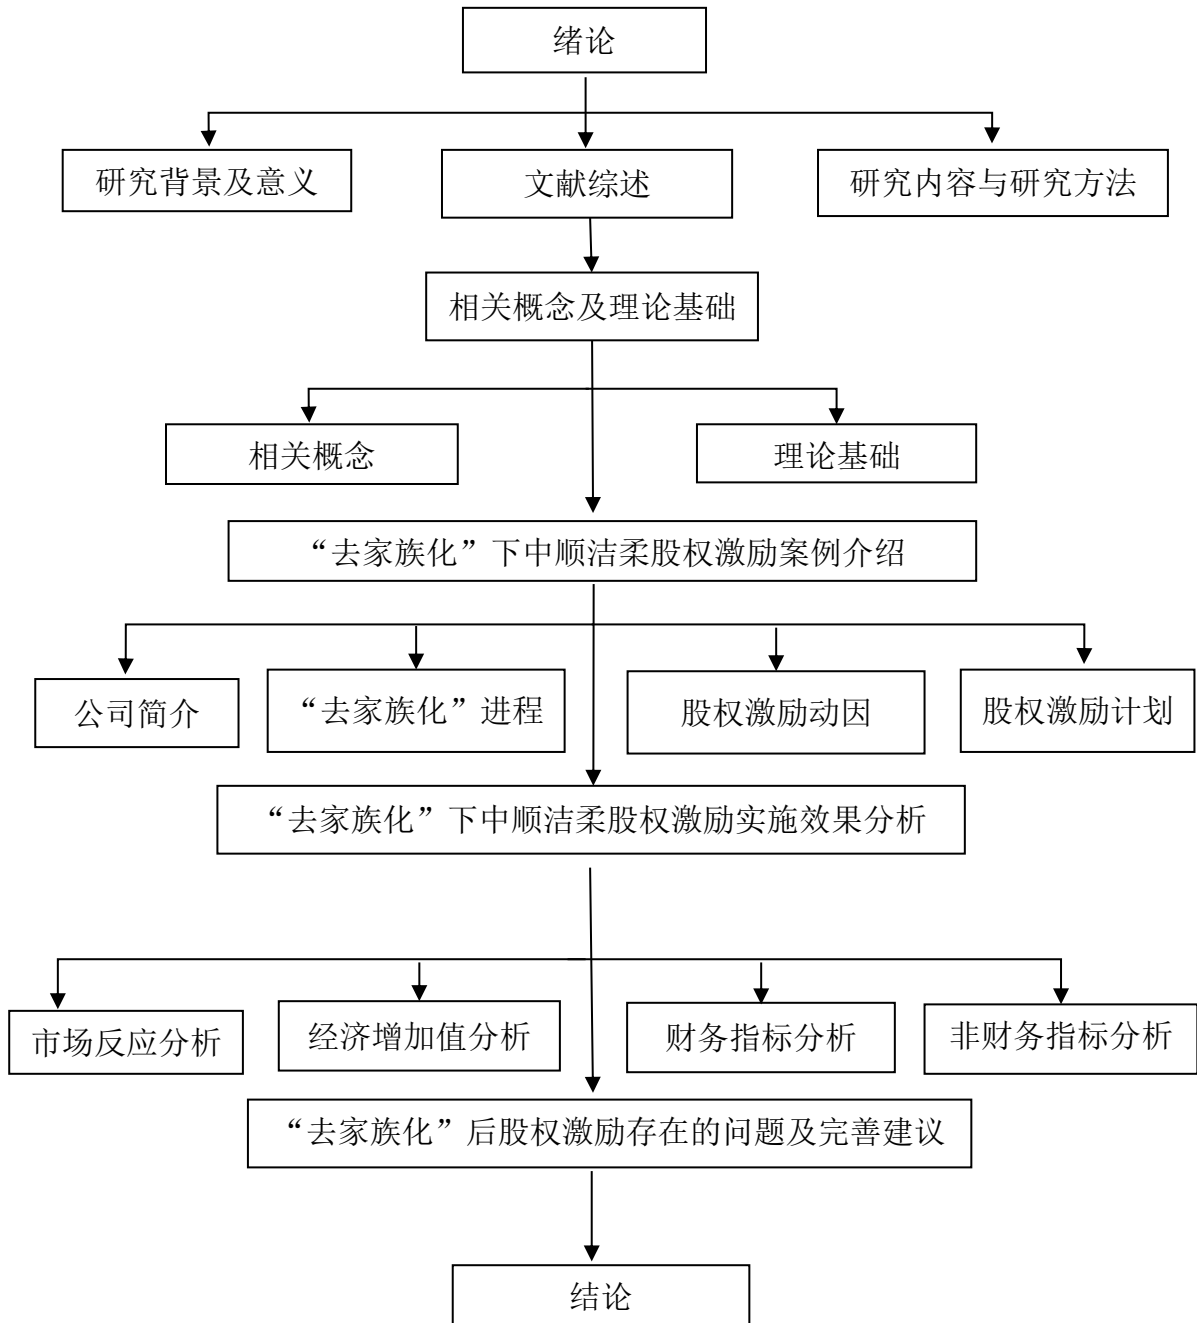 绪论
研究背景及意义
文献综述
研究内容与研究方法
相关概念及理论基础
相关概念
理论基础
“去家族化”下中顺洁柔股权激励案例介绍
公司简介
“去家族化”进程
股权激励动因
股权激励计划
“去家族化”下中顺洁柔股权激励实施效果分析
市场反应分析
经济增加值分析
财务指标分析
非财务指标分析
“去家族化”后股权激励存在的问题及完善建议
结论